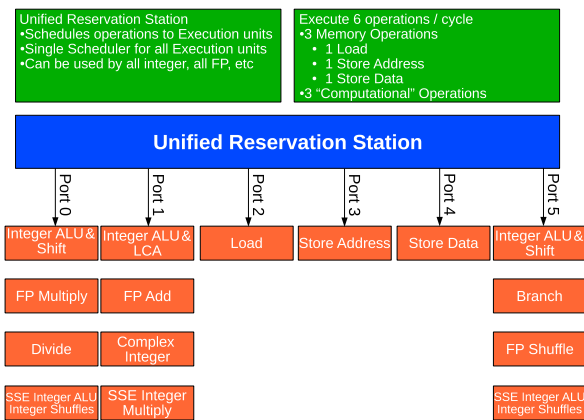 Unified Reservation Station
•Schedules operations to Execution units
•Single Scheduler for all Execution units
•Can be used by all integer, all FP, etc
Execute 6 operations / cycle
•3 Memory Operations
• 1 Load
• 1 Store Address
• 1 Store Data
•3 “Computational” Operations
Unified Reservation Station
Port 0
Port 1
Port 2
Port 3
Port 4
Port 5
Integer ALU &
Shift
Integer ALU &
LCA
Load
Store Address
Store Data
Integer ALU &
Shift
FP Multiply
FP Add
Branch
Divide
Complex
Integer
FP Shuffle
SSE Integer ALU
Integer Shuffles
SSE Integer
Multiply
SSE Integer ALU
Integer Shuffles